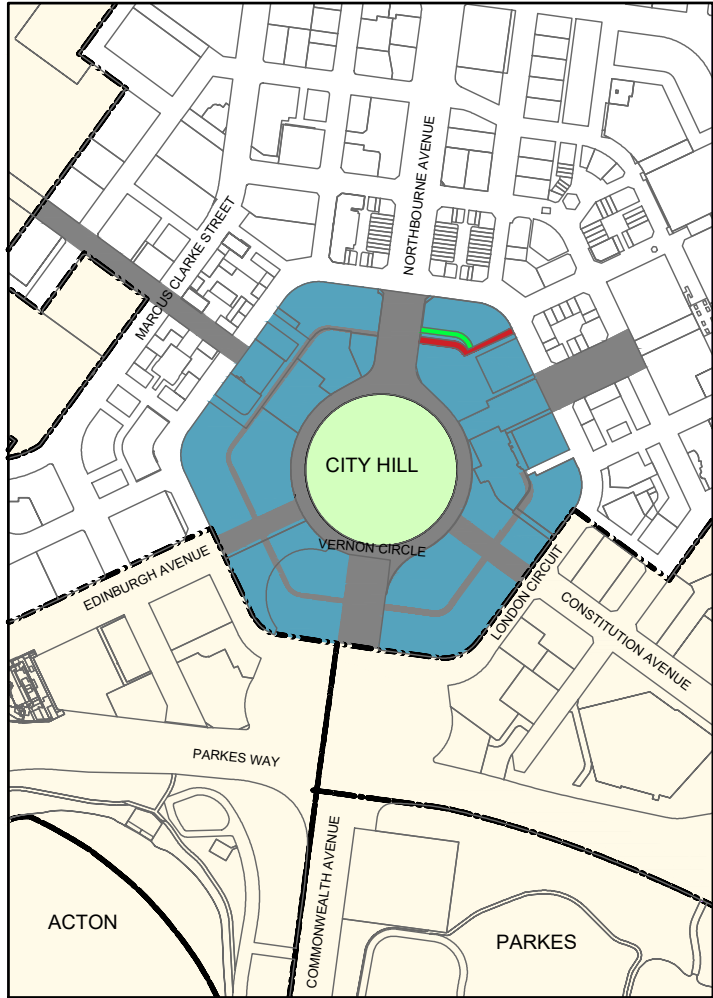 NORTHBOURNE AVENUE
MARCUS CLARKE STREET
CITY HILL
VERNON CIRCLE
EDINBURGH AVENUE
LONDON CIRCUIT
CONSTITUTION AVENUE
PARKES WAY
COMMONWEALTH AVENUE
ACTON
PARKES